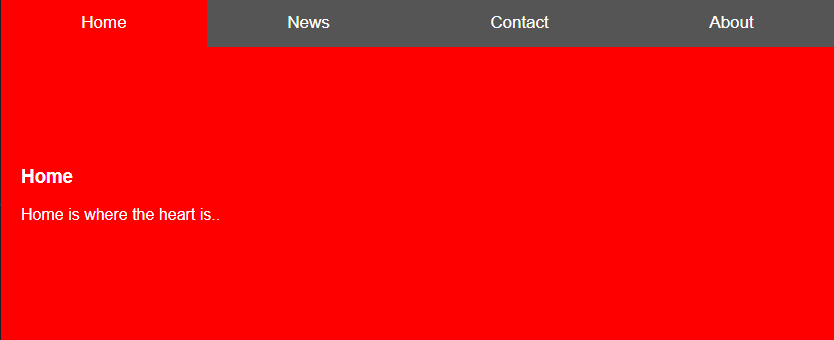 Home News Contact About
Home
Home is where the heart is..